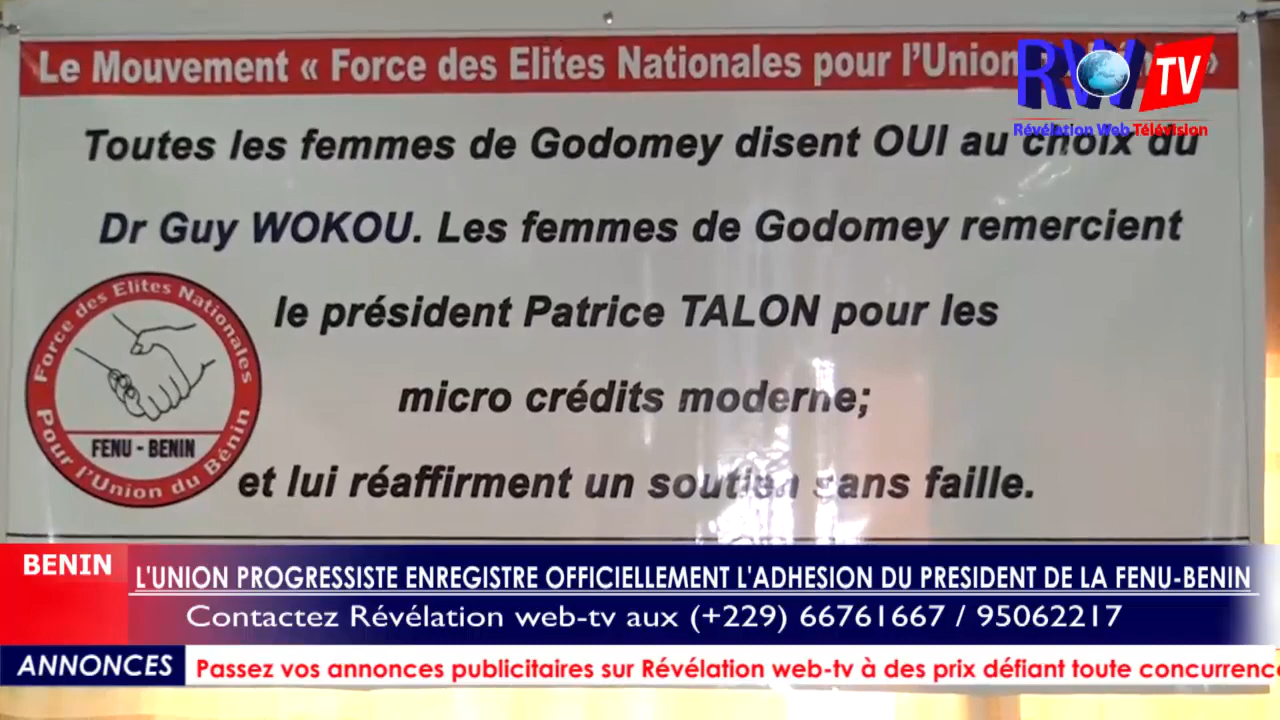 Le Mouvement « Force des Elites Nationales pour l'Union »
RW TV
Révélation Web Télévision
Toutes les femmes de Godomey disent OUI au choix du
Dr Guy WOKOU. Les femmes de Godomey remercient
le président Patrice TALON pour les
micro crédits moderne;
et lui réaffirment un soutien sans faille.
Force des Elites Nationales
Pour l'Union du Bénin
FENU - BENIN
BENIN
L'UNION PROGRESSISTE ENREGISTRE OFFICIELLEMENT L'ADHESION DU PRESIDENT DE LA FENU-BENIN
Contactez Révélation web-tv aux (+229) 66761667 / 95062217
ANNONCES
Passez vos annonces publicitaires sur Révélation web-tv à des prix défiant toute concurrence